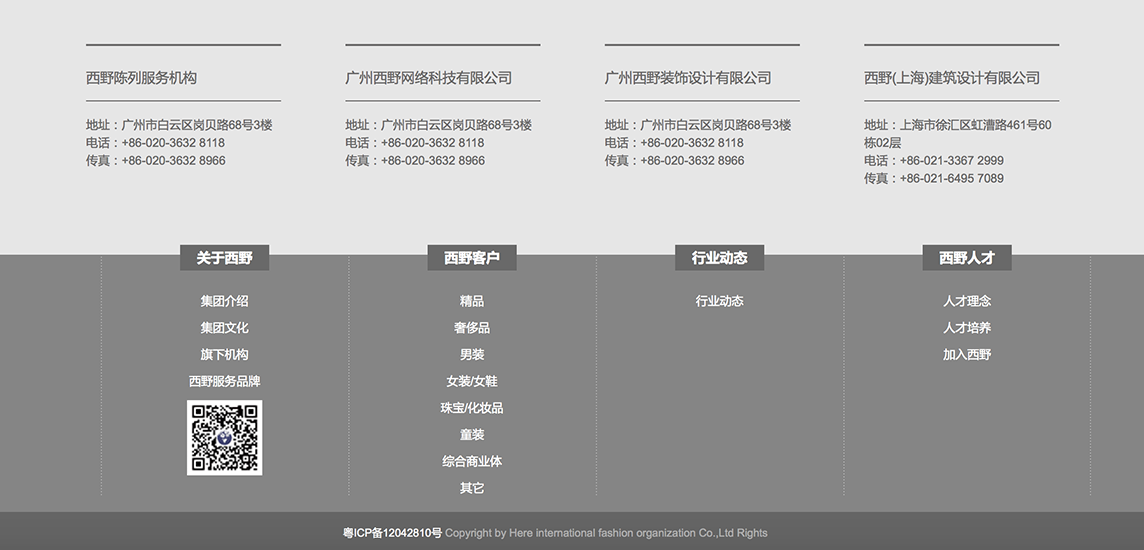 西野陈列服务机构
地址：广州市白云区岗贝路68号3楼
电话：+86-020-3632 8118
传真：+86-020-3632 8966
广州西野网络科技有限公司
地址：广州市白云区岗贝路68号3楼
电话：+86-020-3632 8118
传真：+86-020-3632 8966
广州西野装饰设计有限公司
地址：广州市白云区岗贝路68号3楼
电话：+86-020-3632 8118
传真：+86-020-3632 8966
西野(上海)建筑设计有限公司
地址：上海市徐汇区虹漕路461号60
栋02层
电话：+86-021-3367 2999
传真：+86-021-6495 7089
关于西野
集团介绍
集团文化
旗下机构
西野服务品牌
西野客户
精品
奢侈品
男装
女装/女鞋
珠宝/化妆品
童装
综合商业体
其它
行业动态
行业动态
西野人才
人才理念
人才培养
加入西野
粤ICP备12042810号 Copyright by Here international fashion organization Co.,Ltd Rights